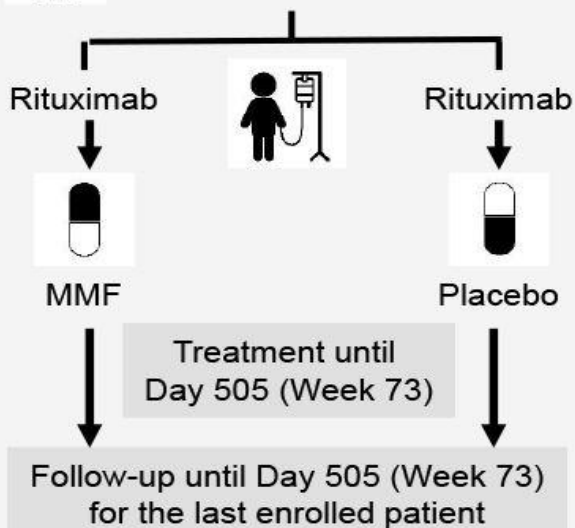 Rituximab
Rituximab
MMF
Placebo
Treatment until
Day 505 (Week 73)
Follow-up until Day 505 (Week 73)
for the last enrolled patient